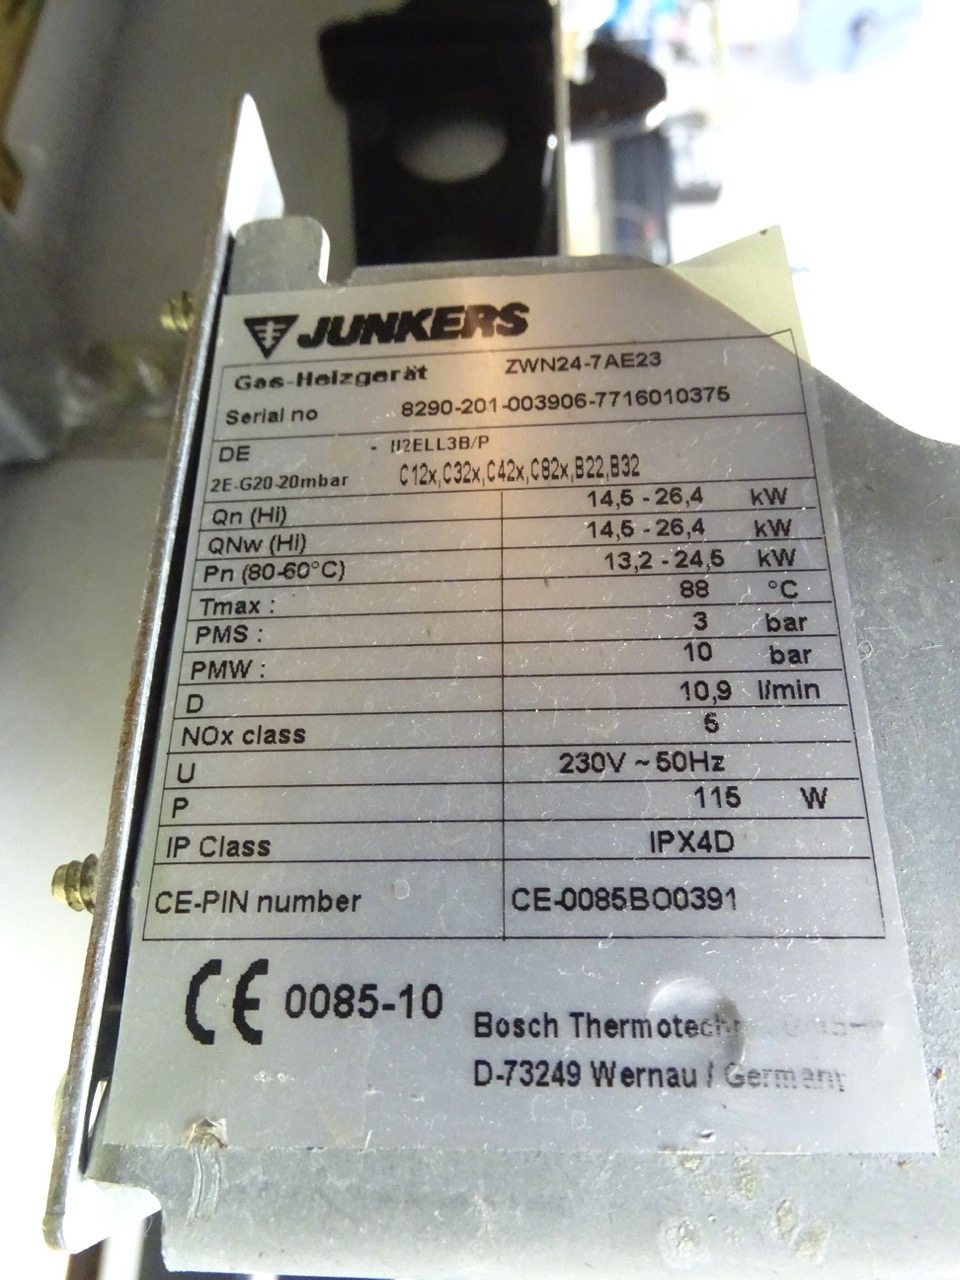 JUNKERS
Gas-Heizgerät ZWN24-7AE23
Serial no 8290-201-003906-7716010375
DE - II2ELL3B/P
2E-G20-20mbar C12x,C32x,C42x,C82x,B22,B32
Qn (Hi) 14,5 - 26,4 kW
QNw (Hi) 14,5 - 26,4 kW
Pn (80-60°C) 13,2 - 24,5 kW
Tmax : 88 °C
PMS : 3 bar
PMW : 10 bar
D 10,9 l/min
NOx class 5
U 230V ~ 50Hz
P 115 W
IP Class IPX4D
CE-PIN number CE-0085BO0391
CE 0085-10
Bosch
D-73249 Wernau / Germany